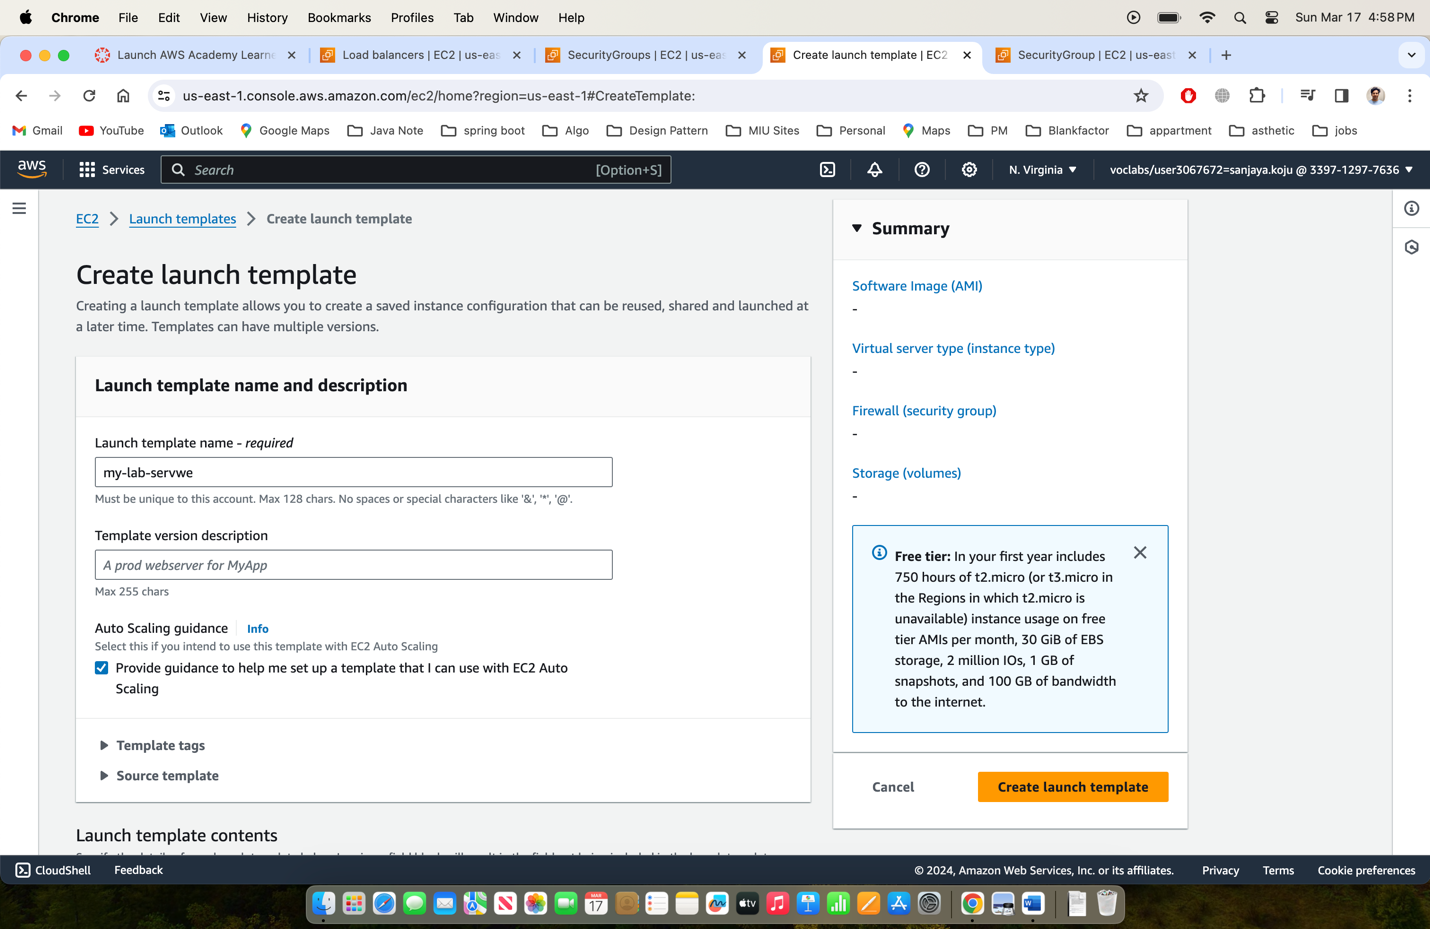 Chrome File Edit View History Bookmarks Profiles Tab Window Help Sun Mar 17 4:58 PM
Launch AWS Academy Learne Load balancers | EC2 | us-eas SecurityGroups | EC2 | us-eas Create launch template | EC2 SecurityGroup | EC2 | us-east
us-east-1.console.aws.amazon.com/ec2/home?region=us-east-1#CreateTemplate:
Gmail YouTube Outlook Google Maps Java Note spring boot Algo Design Pattern MIU Sites Personal Maps PM Blankfactor appartment asthetic jobs
aws Services Search [Option+S] N. Virginia voclabs/user3067672=sanjaya.koju @ 3397-1297-7636
EC2 Launch templates Create launch template
Create launch template
Creating a launch template allows you to create a saved instance configuration that can be reused, shared and launched at
a later time. Templates can have multiple versions.
Launch template name and description
Launch template name - required
my-lab-servwe
Must be unique to this account. Max 128 chars. No spaces or special characters like '&', '*', '@'.
Template version description
A prod webserver for MyApp
Max 255 chars
Auto Scaling guidance Info
Select this if you intend to use this template with EC2 Auto Scaling
Provide guidance to help me set up a template that I can use with EC2 Auto
Scaling
Template tags
Source template
Launch template contents
Summary
Software Image (AMI)
-
Virtual server type (instance type)
-
Firewall (security group)
-
Storage (volumes)
-
Free tier: In your first year includes
750 hours of t2.micro (or t3.micro in
the Regions in which t2.micro is
unavailable) instance usage on free
tier AMIs per month, 30 GiB of EBS
storage, 2 million IOs, 1 GB of
snapshots, and 100 GB of bandwidth
to the internet.
Cancel Create launch template
CloudShell Feedback © 2024, Amazon Web Services, Inc. or its affiliates. Privacy Terms Cookie preferences
MAR
17
tv
W